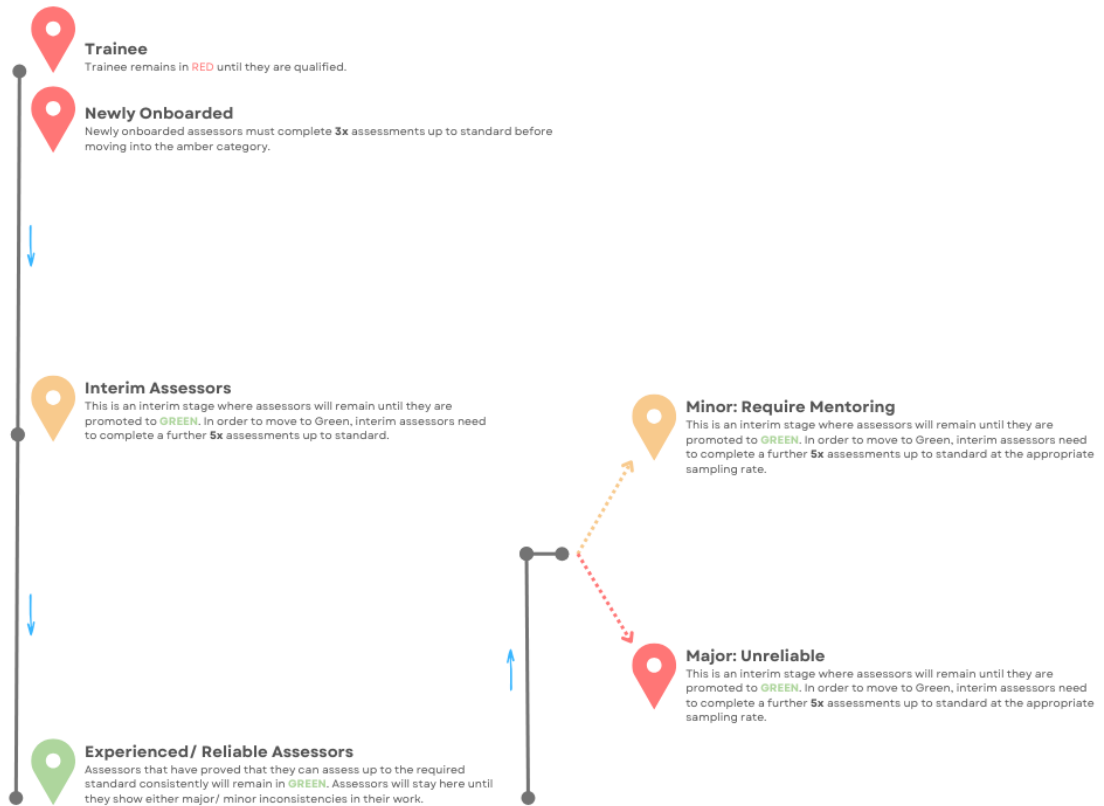 Trainee
Trainee remains in RED until they are qualified.
Newly Onboarded
Newly onboarded assessors must complete 3x assessments up to standard before
moving into the amber category.
Interim Assessors
This is an interim stage where assessors will remain until they are
promoted to GREEN. In order to move to Green, interim assessors need
to complete a further 5x assessments up to standard.
Minor: Require Mentoring
This is an interim stage where assessors will remain until they are
promoted to GREEN. In order to move to Green, interim assessors need
to complete a further 5x assessments up to standard at the appropriate
sampling rate.
Major: Unreliable
This is an interim stage where assessors will remain until they are
promoted to GREEN. In order to move to Green, interim assessors need
to complete a further 5x assessments up to standard at the appropriate
sampling rate.
Experienced/ Reliable Assessors
Assessors that have proved that they can assess up to the required
standard consistently will remain in GREEN. Assessors will stay here until
they show either major/ minor inconsistencies in their work.